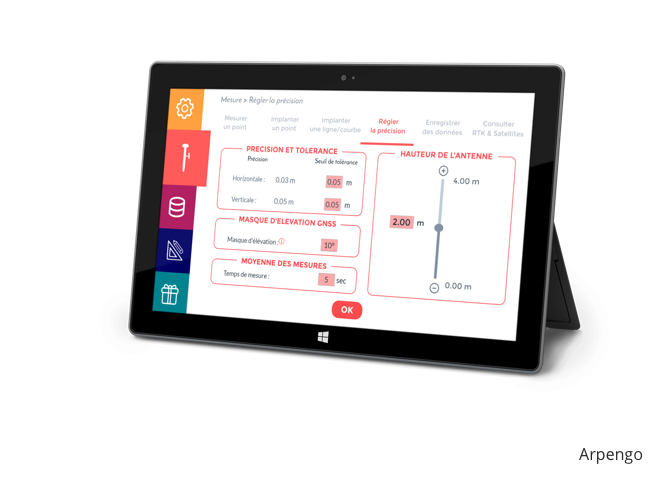 Mesure > Régler la précision
Mesurer un point
Implanter un point
Implanter une ligne/courbe
Régler la précision
Enregistrer des données
Consulter RTK & Satellites
PRECISION ET TOLERANCE
Précision
Seuil de tolérance
Horizontale : 0.03 m 0.05 m
Verticale : 0.05 m 0.05 m
MASQUE D'ELEVATION GNSS
Masque d'élévation : 10°
MOYENNE DES MESURES
Temps de mesure : 5 sec
HAUTEUR DE L'ANTENNE
4.00 m
2.00 m
0.00 m
OK
Arpengo